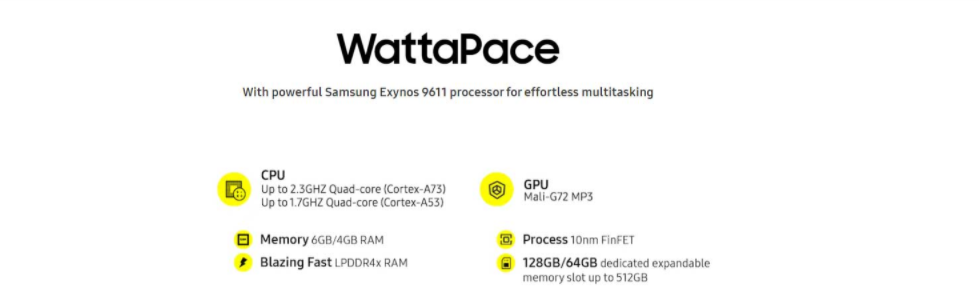 WattaPace
With powerful Samsung Exynos 9611 processor for effortless multitasking
CPU
Up to 2.3GHZ Quad-core (Cortex-A73)
Up to 1.7GHZ Quad-core (Cortex-A53)
GPU
Mali-G72 MP3
Memory 6GB/4GB RAM
Process 10nm FinFET
Blazing Fast LPDDR4x RAM
128GB/64GB dedicated expandable
memory slot up to 512GB